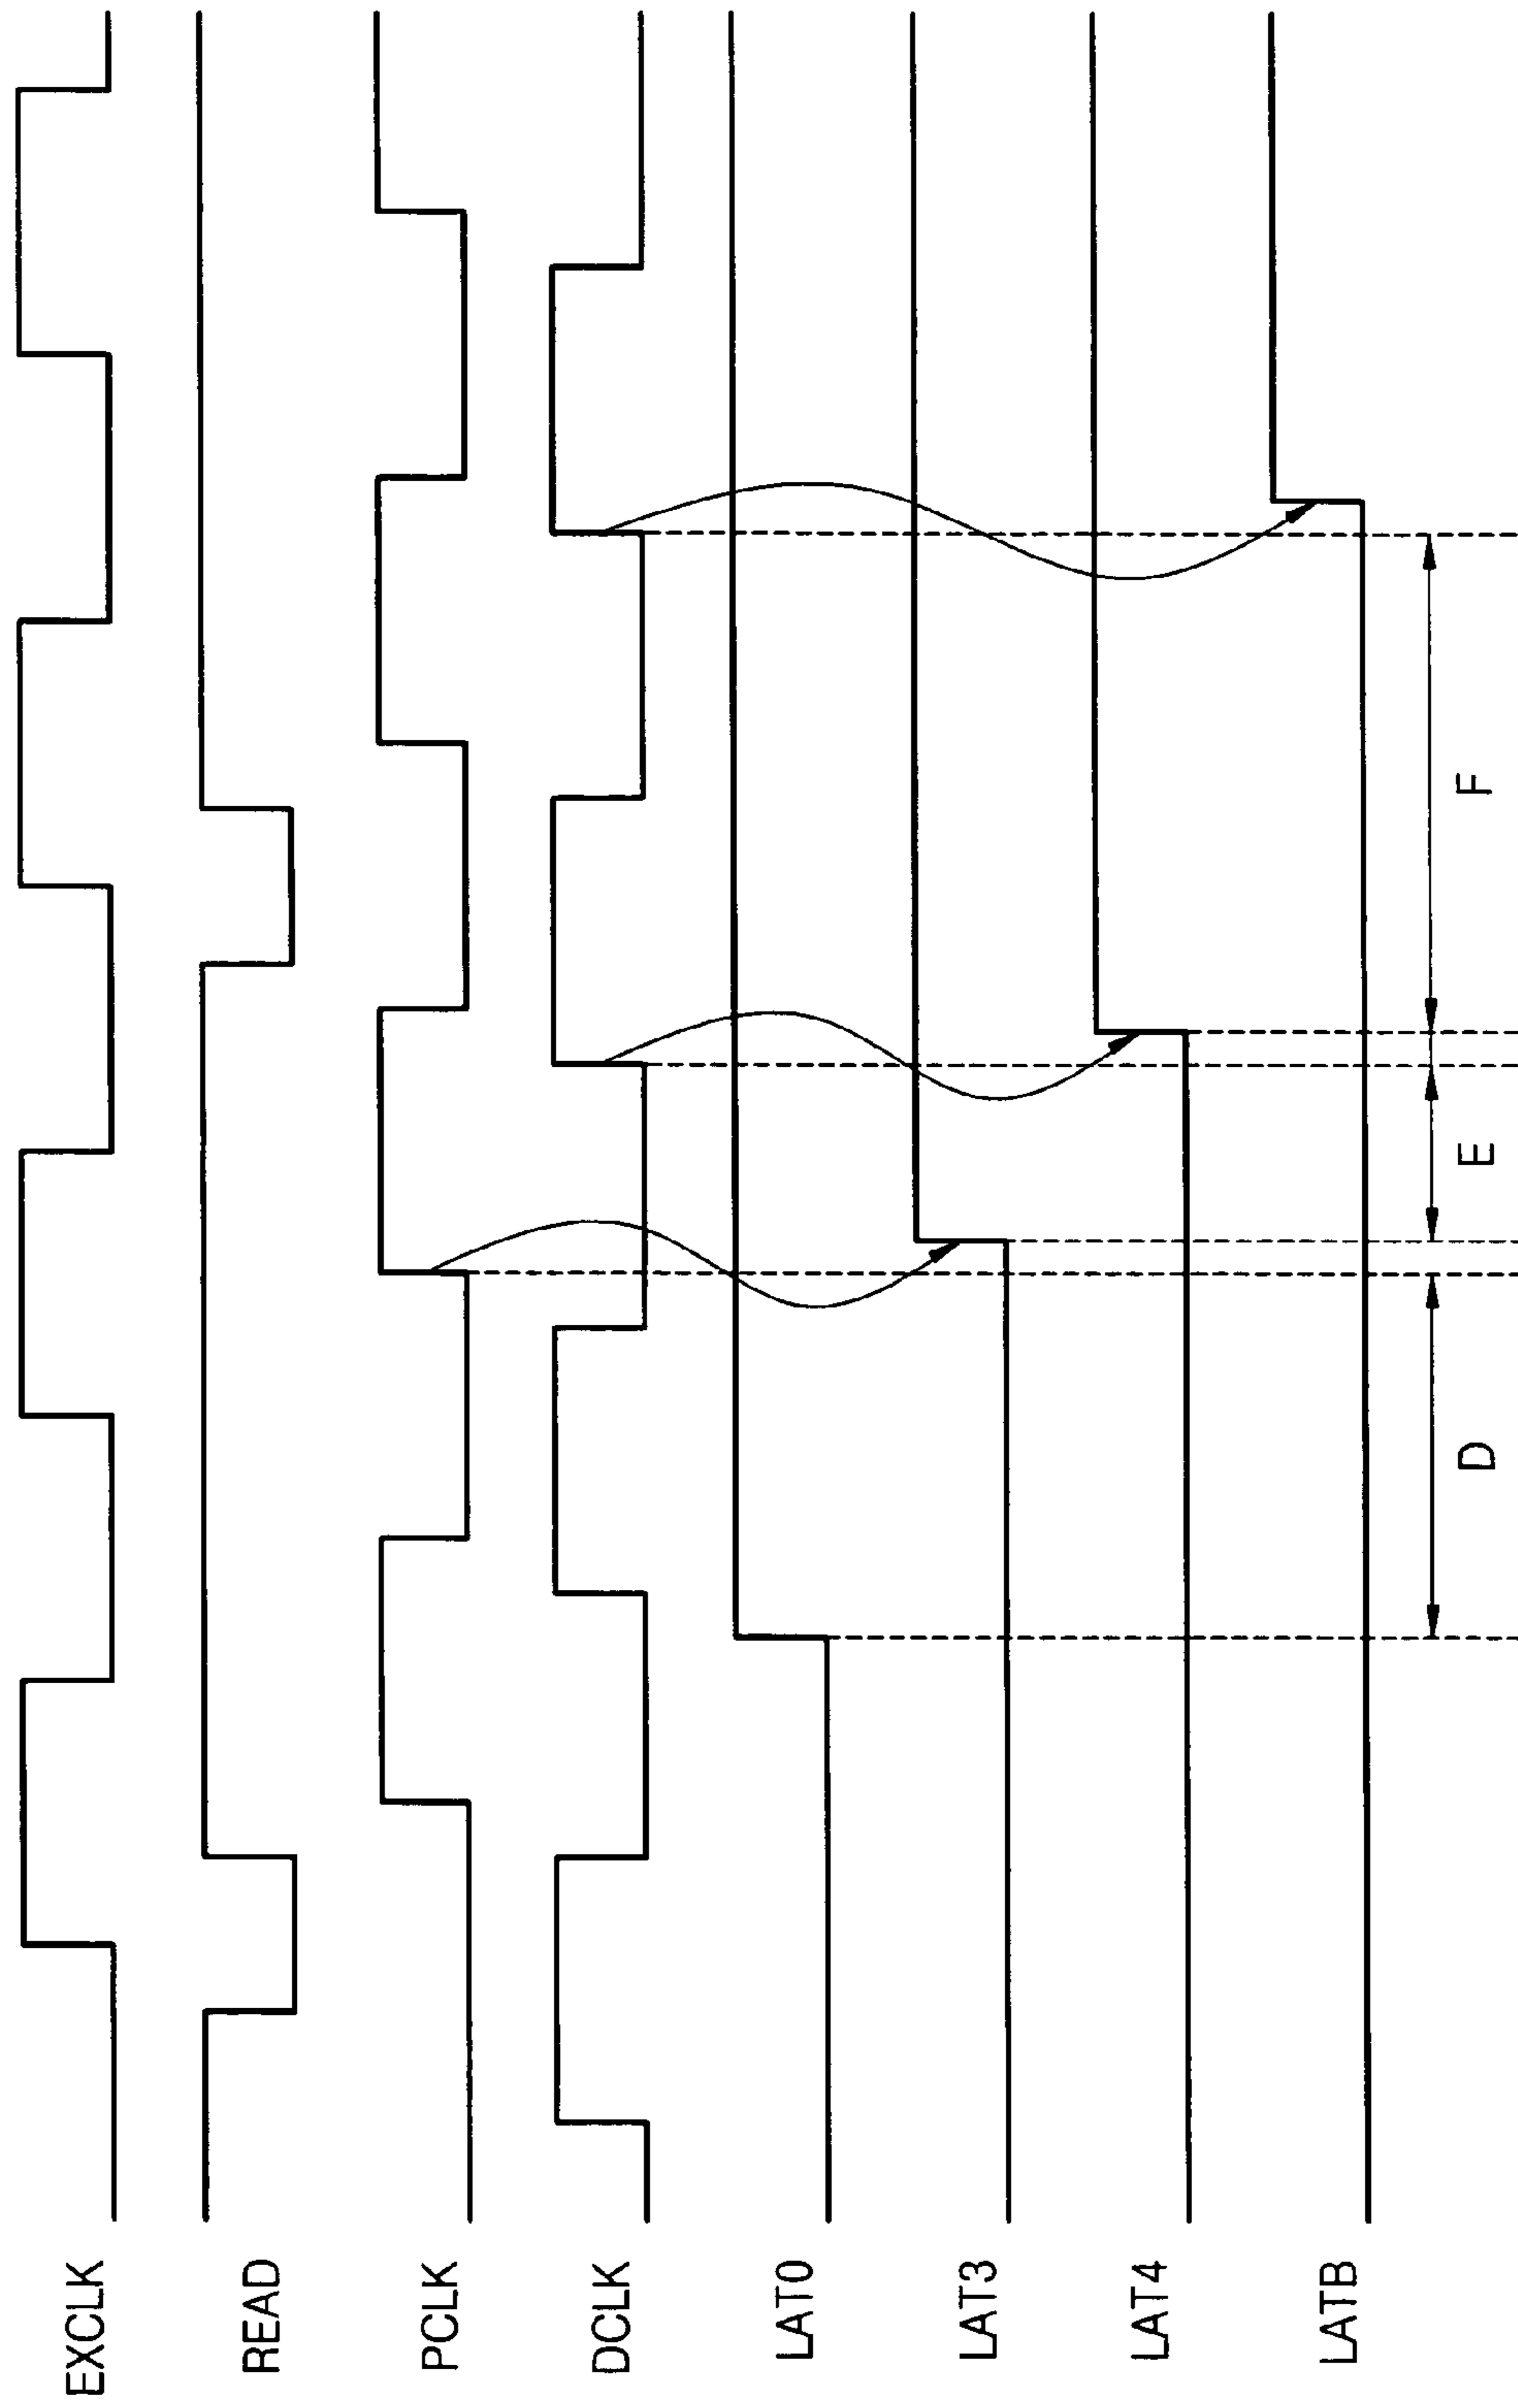 EXCLK
READ
PCLK
DCLK
LAT0
LAT3
LAT4
LATB
D
E
F